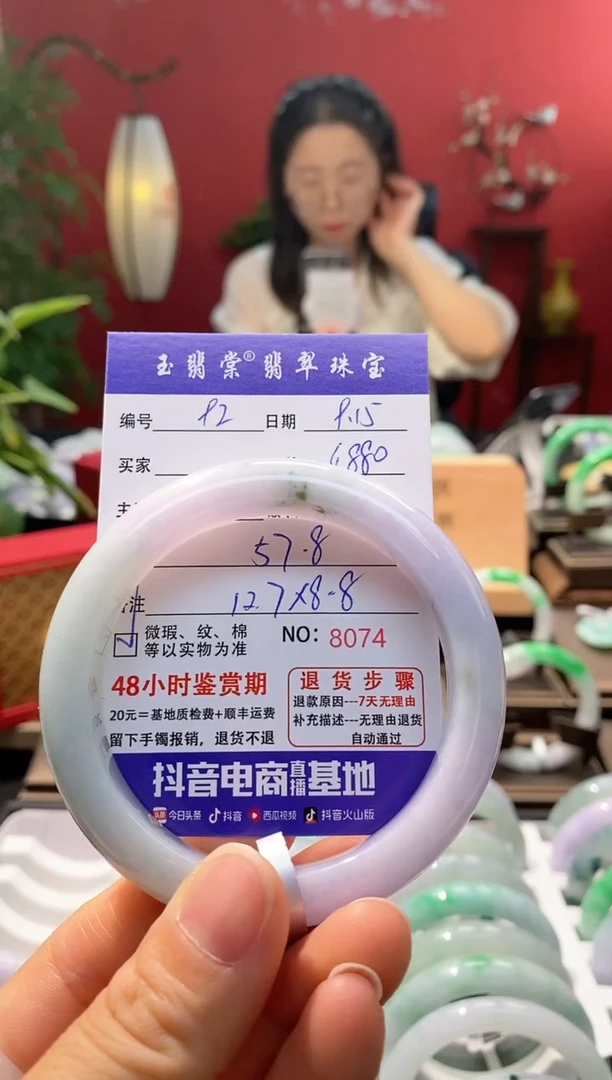 玉翡棠®翡翠珠宝
编号 82 日期 8.15
买家 6880
57.8
注 12.7X8.8
微瑕、纹、棉
等以实物为准
NO: 8074
48小时鉴赏期
20元=基地质检费+顺丰运费
留下手镯报销，退货不退
退货步骤
退款原因---7天无理由
补充描述---无理由退货
自动通过
抖音电商直播基地
头条 今日头条 抖音 西瓜视频 抖音火山版